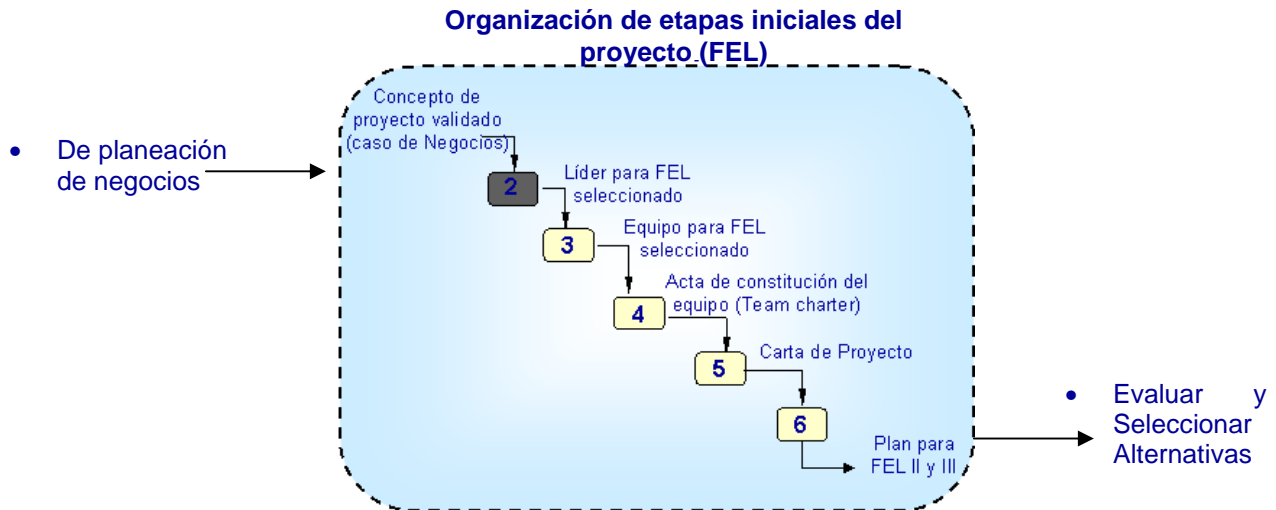 Organización de etapas iniciales del
proyecto (FEL)
• De planeación
de negocios
Concepto de
proyecto validado
(caso de Negocios)
2
Líder para FEL
seleccionado
3
Equipo para FEL
seleccionado
4
Acta de constitución del
equipo (Team charter)
5
Carta de Proyecto
6
Plan para
FEL II y III
• Evaluar y
Seleccionar
Alternativas